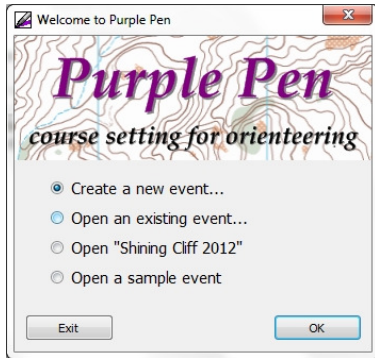 Welcome to Purple Pen
Purple Pen
course setting for orienteering
Create a new event...
Open an existing event...
Open "Shining Cliff 2012"
Open a sample event
Exit
OK